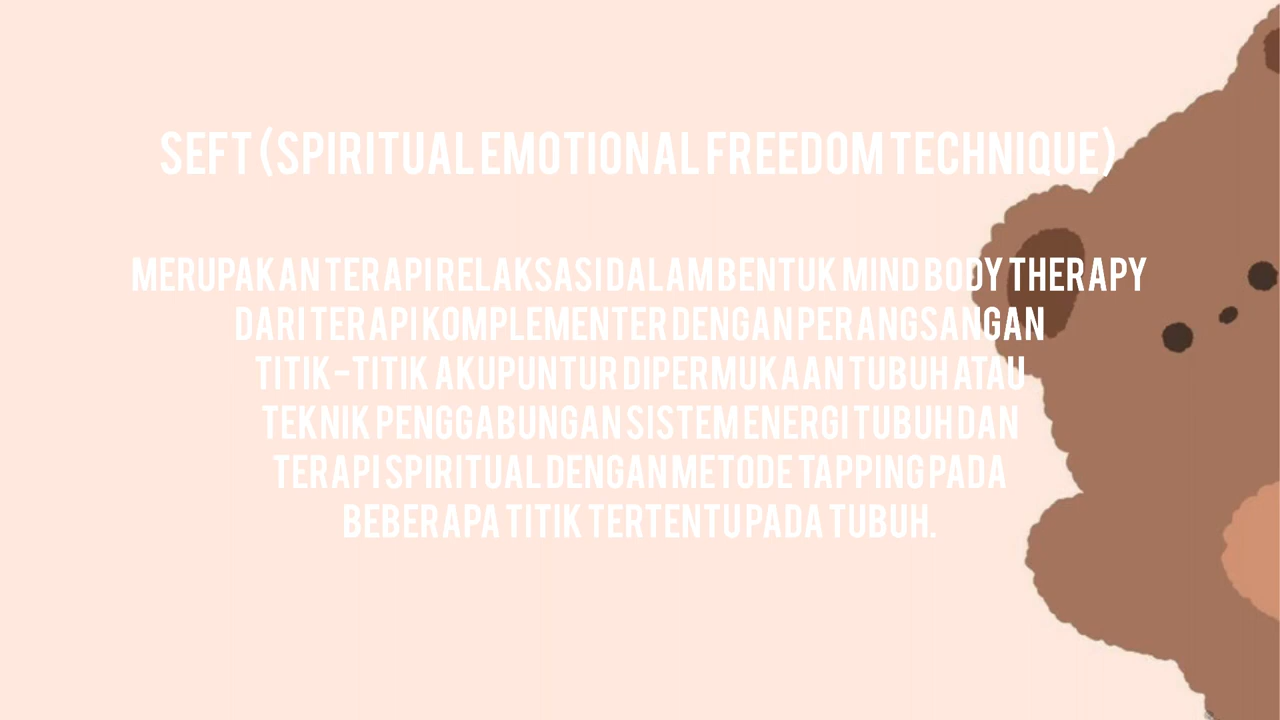 SEFT (SPIRITUAL EMOTIONAL FREEDOM TECHNIQUE)
MERUPAKAN TERAPI RELAKSASI DALAM BENTUK MIND BODY THERAPY
DARI TERAPI KOMPLEMENTER DENGAN PERANGSANGAN
TITIK-TITIK AKUPUNTUR DIPERMUKAAN TUBUH ATAU
TEKNIK PENGGABUNGAN SISTEM ENERGI TUBUH DAN
TERAPI SPIRITUAL DENGAN METODE TAPPING PADA
BEBERAPA TITIK TERTENTU PADA TUBUH.